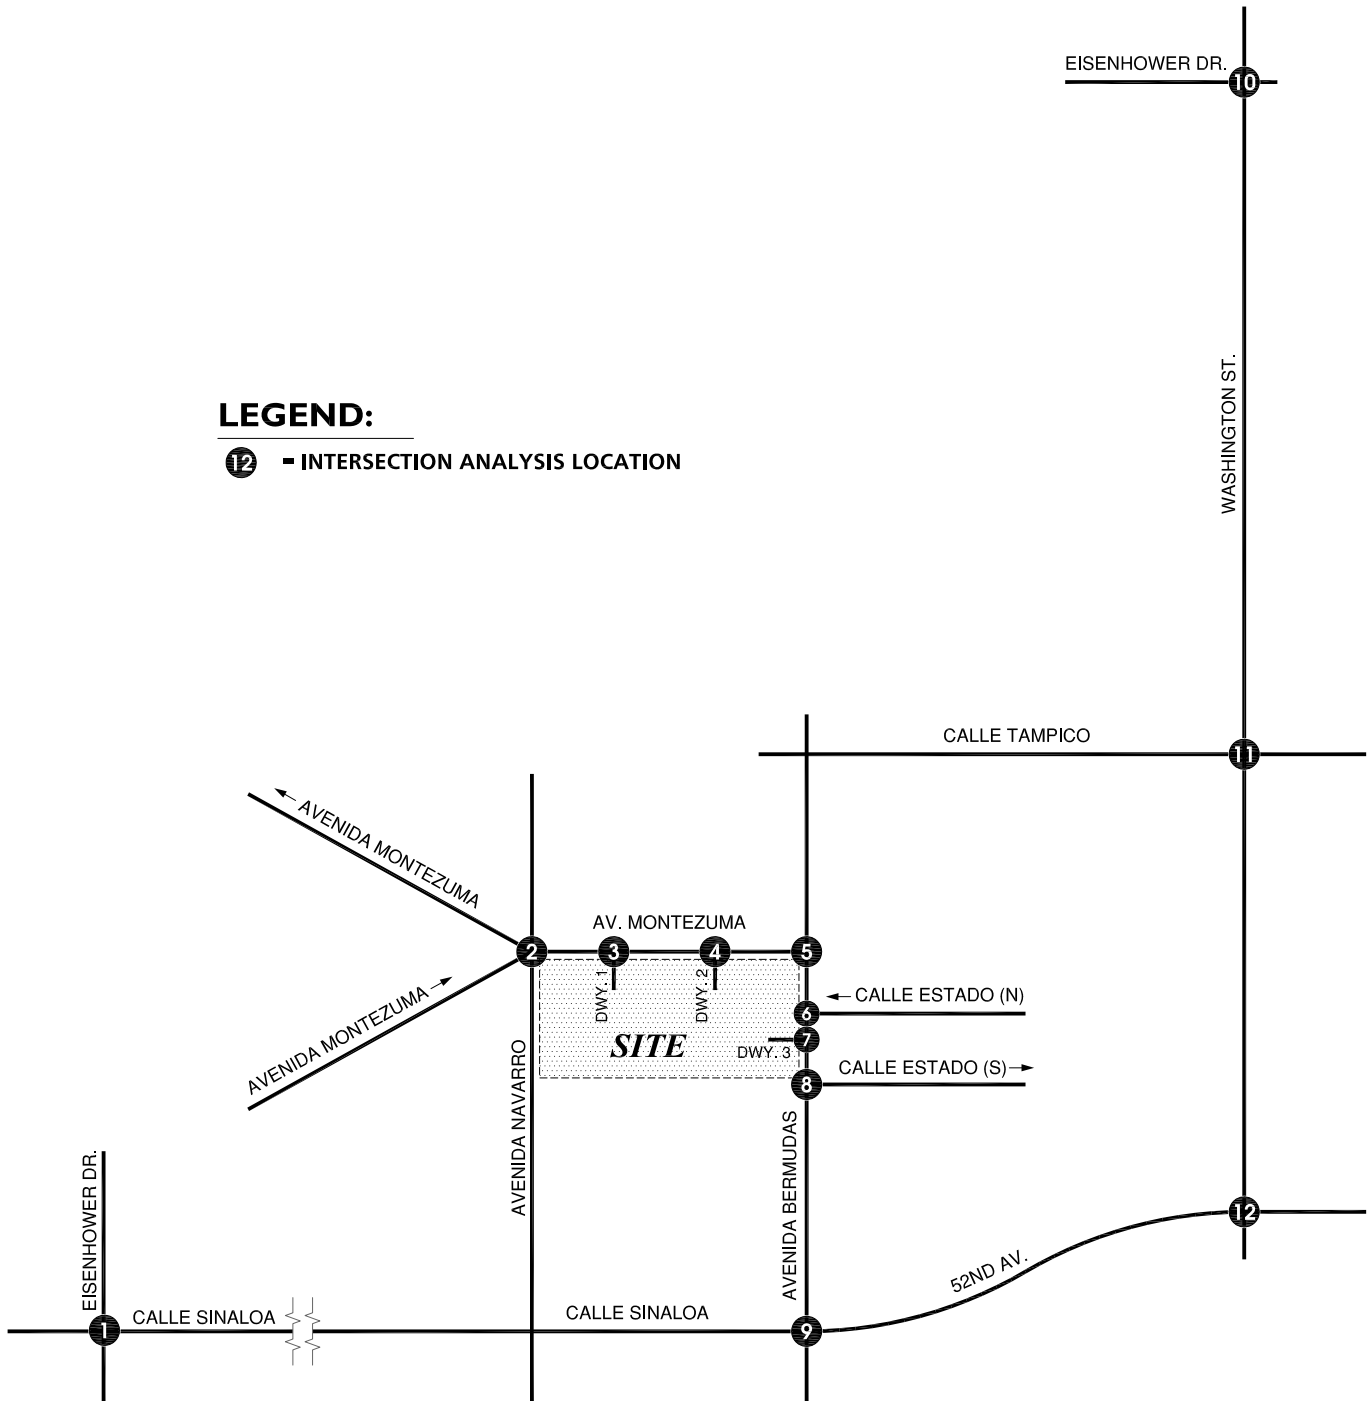 EISENHOWER DR.
10
WASHINGTON ST.
LEGEND:
12 - INTERSECTION ANALYSIS LOCATION
CALLE TAMPICO
11
← AVENIDA MONTEZUMA
AV. MONTEZUMA
2
3
4
5
DWY. 1
DWY. 2
AVENIDA MONTEZUMA →
← CALLE ESTADO (N)
6
SITE
DWY. 3
7
CALLE ESTADO (S) →
8
AVENIDA NAVARRO
AVENIDA BERMUDAS
EISENHOWER DR.
12
52ND AV.
CALLE SINALOA
CALLE SINALOA
1
9